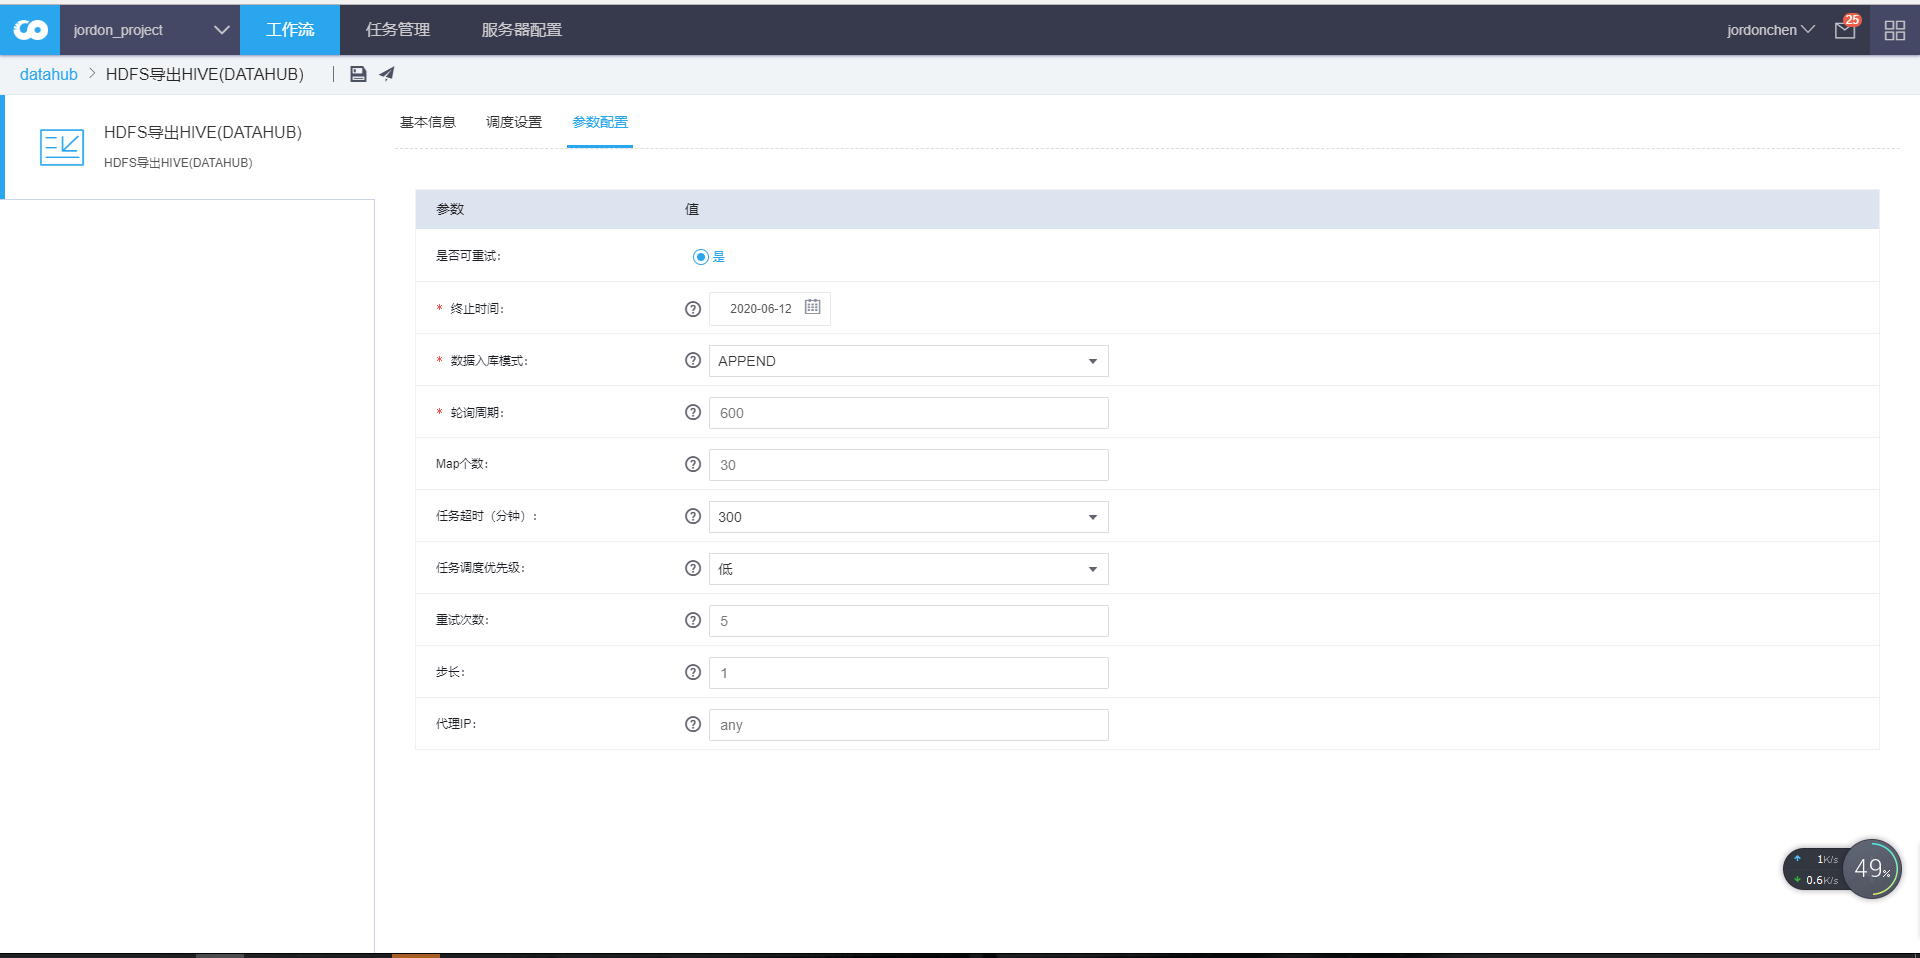 jordon_project 工作流 任务管理 服务器配置 jordonchen 25
datahub > HDFS导出HIVE(DATAHUB)
HDFS导出HIVE(DATAHUB)
HDFS导出HIVE(DATAHUB)
基本信息 调度设置 参数配置
参数 值
是否可重试: 是
* 终止时间: 2020-06-12
* 数据入库模式: APPEND
* 轮询周期: 600
Map个数: 30
任务超时（分钟）: 300
任务调度优先级: 低
重试次数: 5
步长: 1
代理IP: any
1K/s
0.6K/s
49%